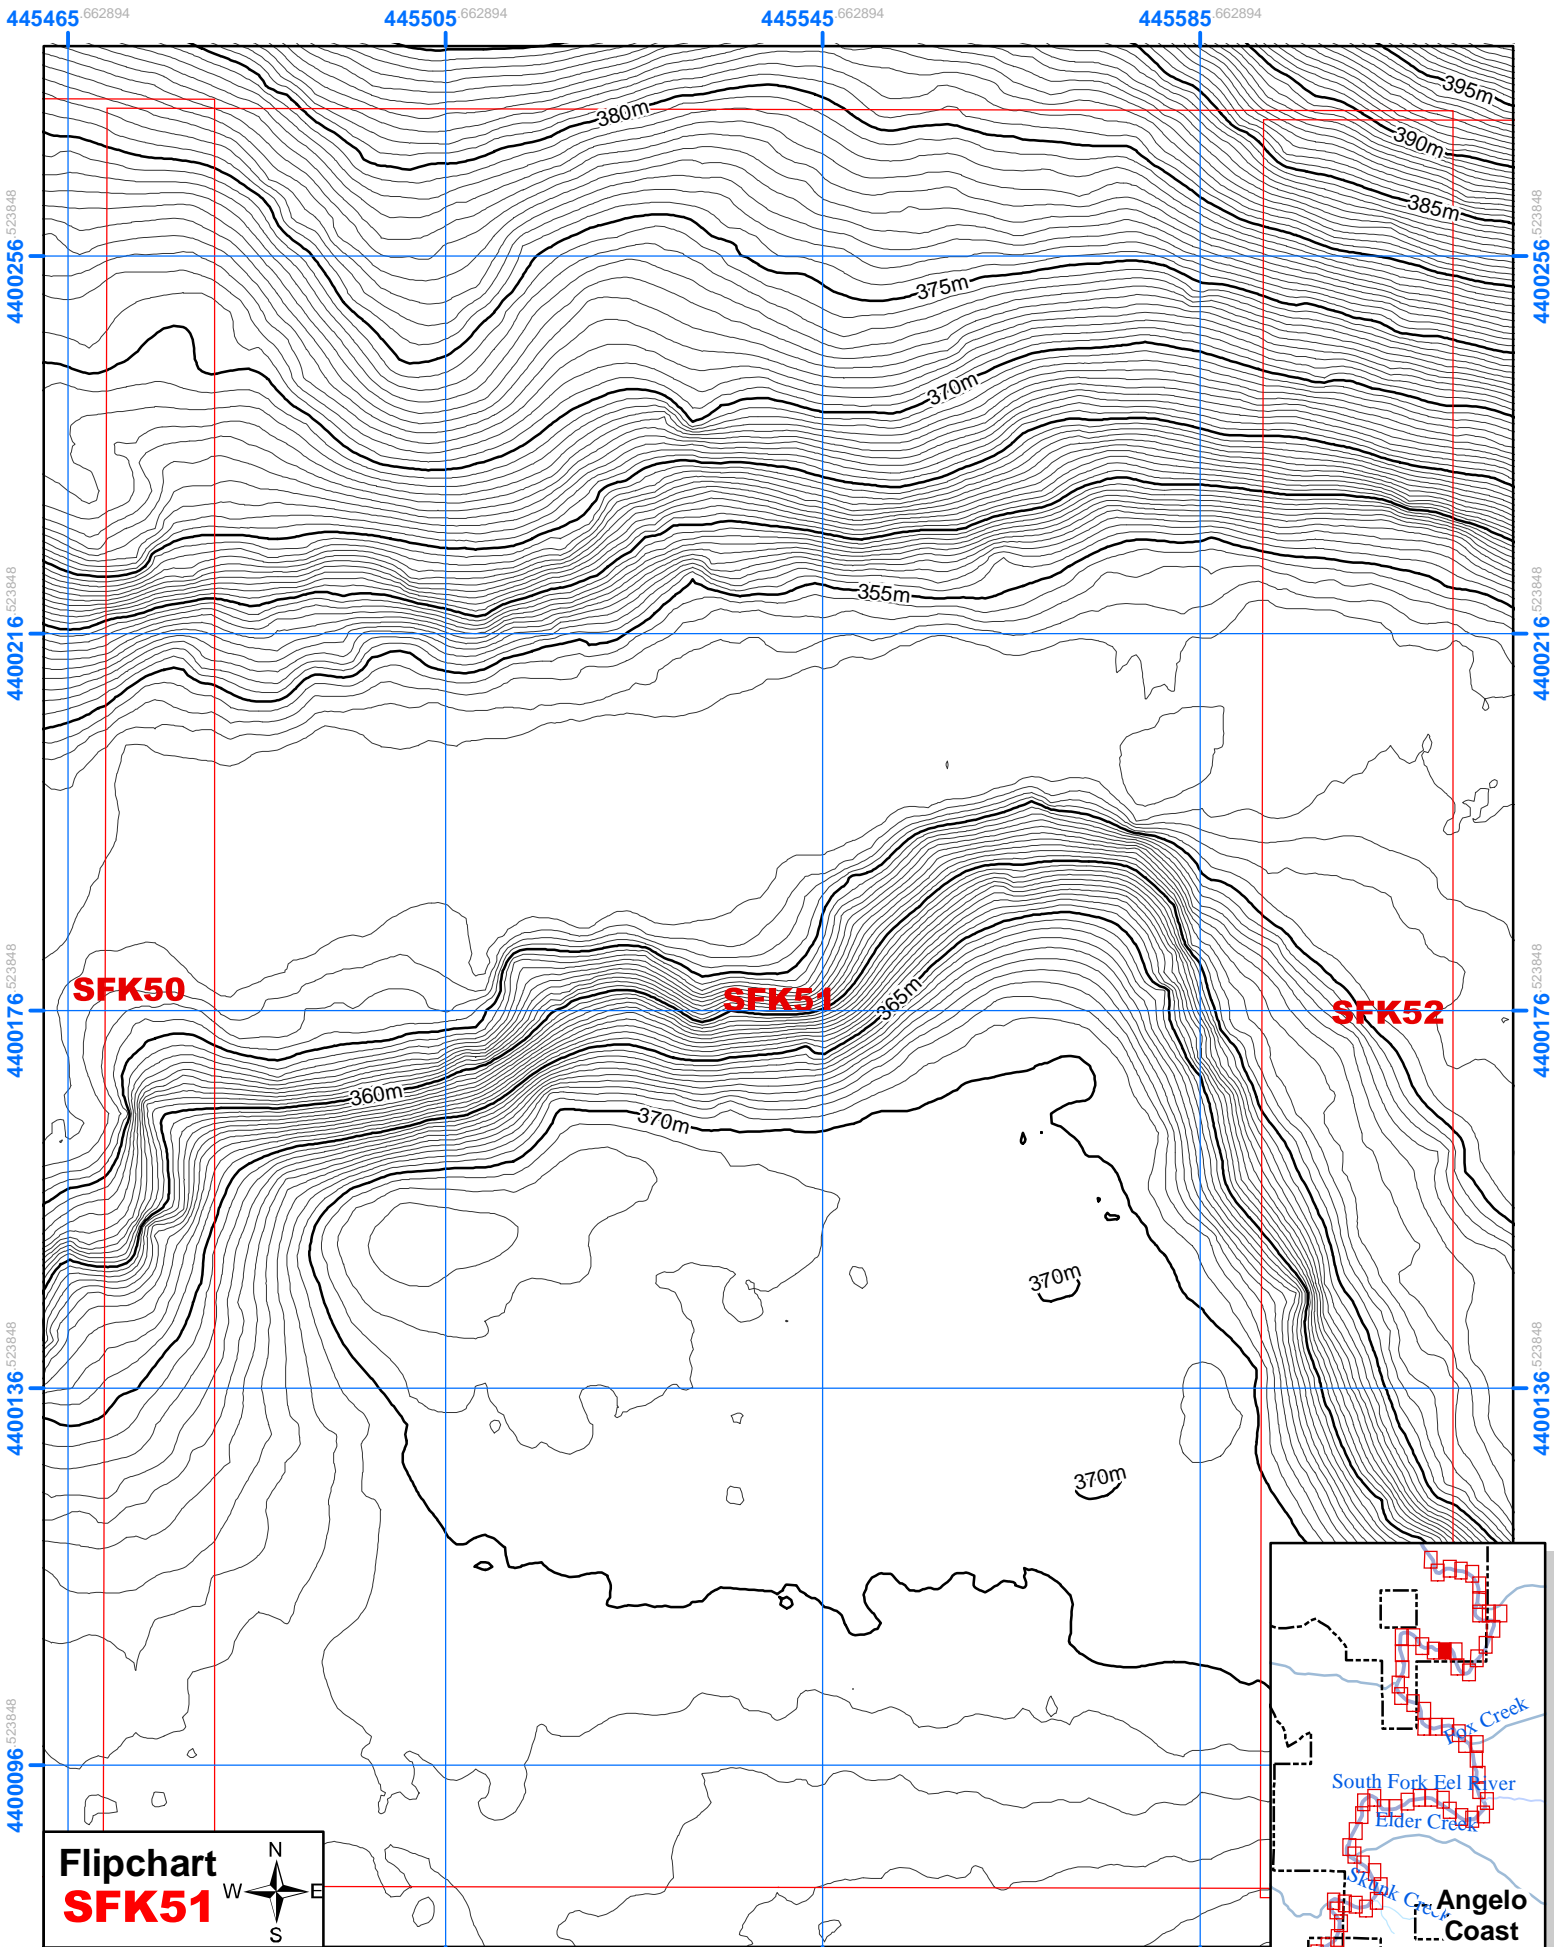 445465.662894
445505.662894
445545.662894
445585.662894
395m
380m
390m
385m
4400256.523848
4400256.523848
375m
370m
355m
4400216.523848
4400216.523848
SFK50
SFK51
365m
SFK52
4400176.523848
4400176.523848
360m
370m
370m
4400136.523848
4400136.523848
370m
4400096.523848
Fox Creek
South Fork Eel River
Elder Creek
Skunk Creek
Angelo
Coast
Flipchart
SFK51
N
W
E
S